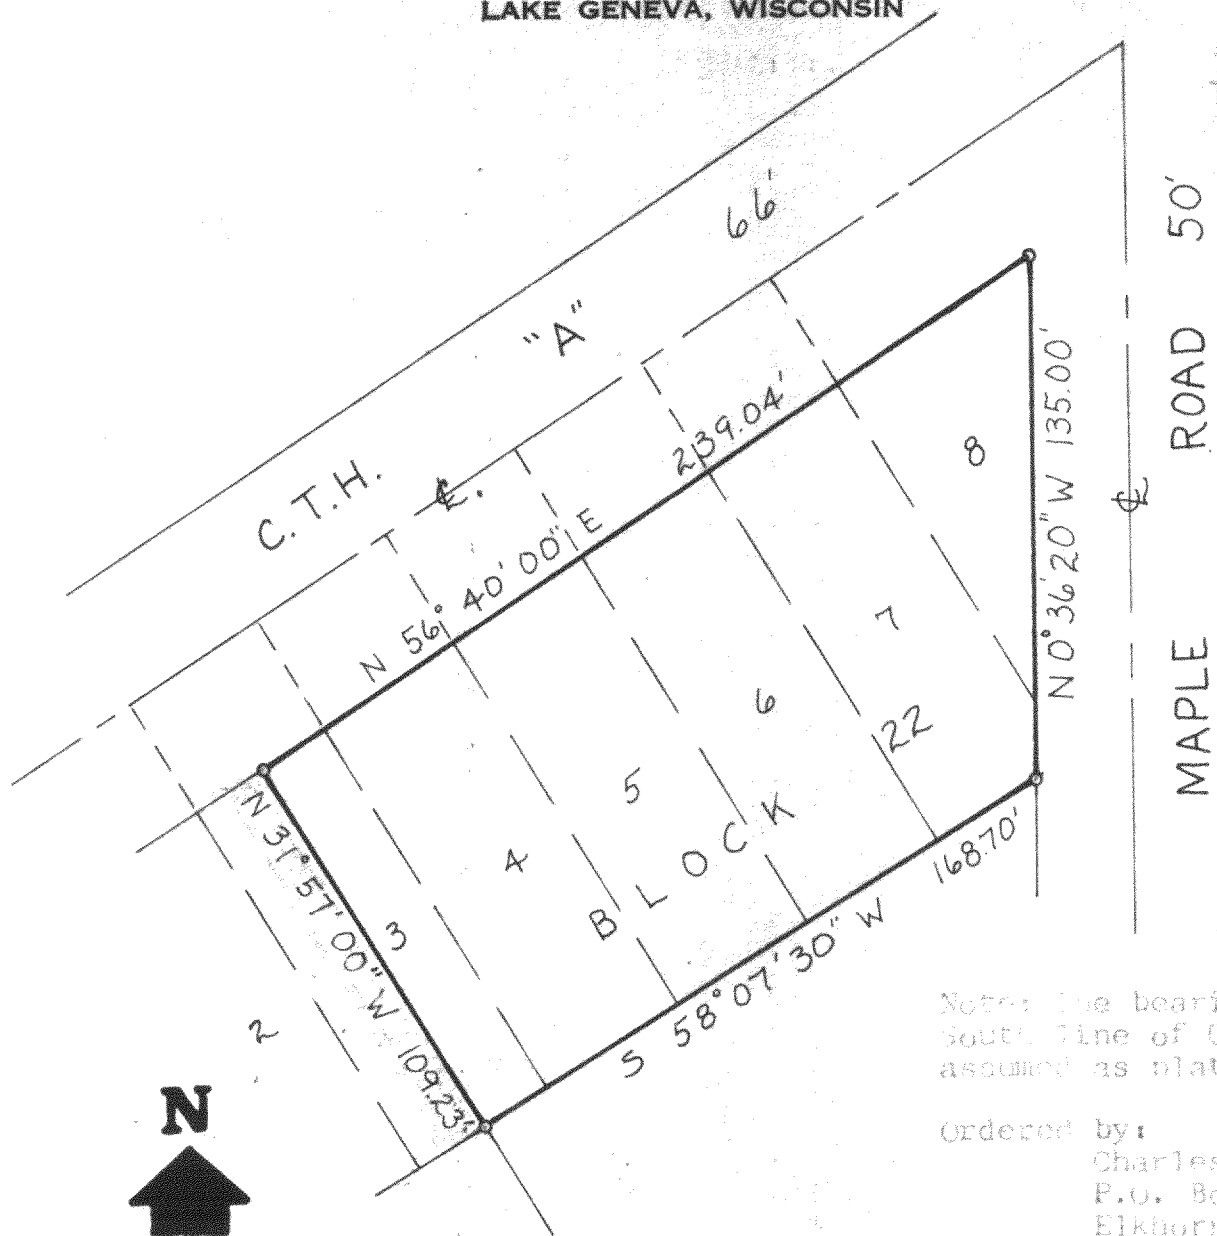 LAKE GENEVA, WISCONSIN
66'
50'
"A"
ROAD
C. T. H.
℄.
℄
MAPLE
N 56° 40' 00" E 239.04'
N 0° 36' 20" W 135.00'
8
7
6
22
5
4
BLOCK
3
2
N 31° 57' 00" W 109.23'
S 58° 07' 30" W 168.70'
N
Note: The beari
South line of
assumed as plat
Ordered by:
Charles
P.O. Bo
Elkhorn